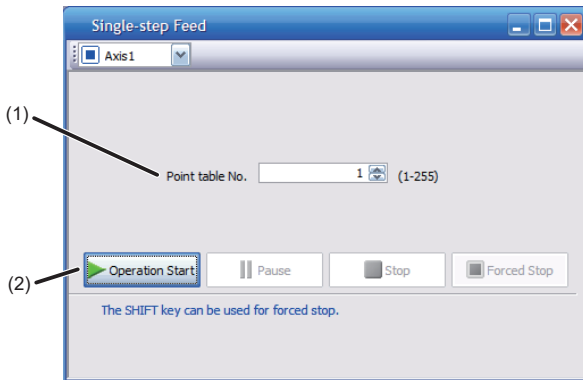 Single-step Feed
Axis1
(1)
Point table No. 1 (1-255)
(2)
Operation Start Pause Stop Forced Stop
The SHIFT key can be used for forced stop.